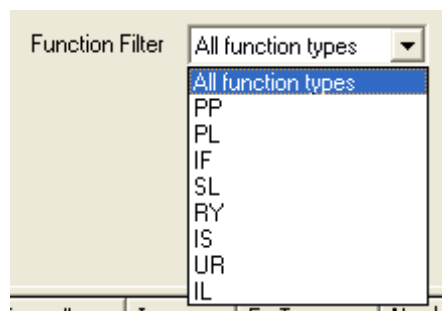 Function Filter All function types
All function types
PP
PL
IF
SL
RY
IS
UR
IL